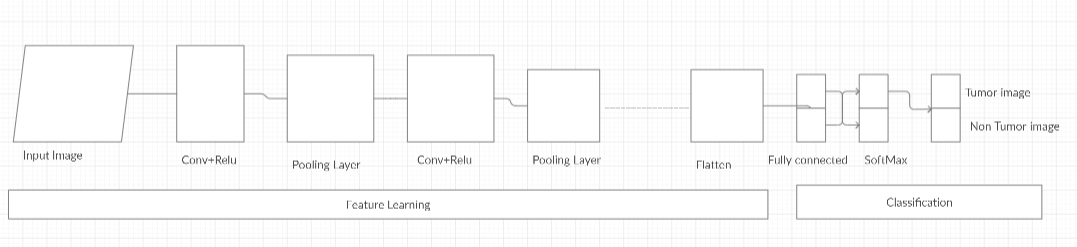 Input Image
Conv+Relu
Pooling Layer
Conv+Relu
Pooling Layer
Flatten
Fully connected
SoftMax
Tumor image
Non Tumor image
Feature Learning
Classification